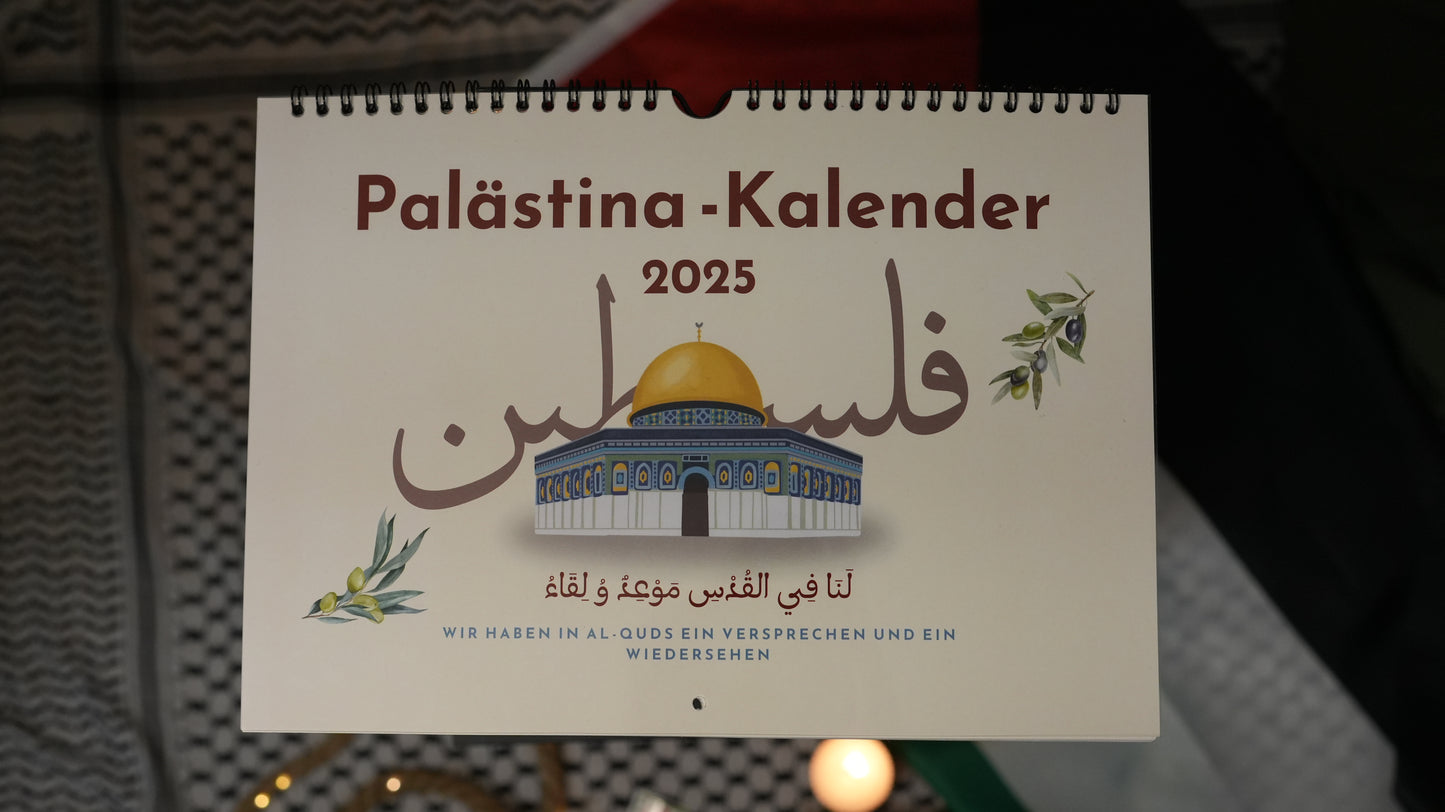 Palästina -Kalender
2025
فلسطين
لَنَا فِي القُدْسِ مَوْعِدٌ وُ لِقَاءُ
WIR HABEN IN AL-QUDS EIN VERSPRECHEN UND EIN
WIEDERSEHEN